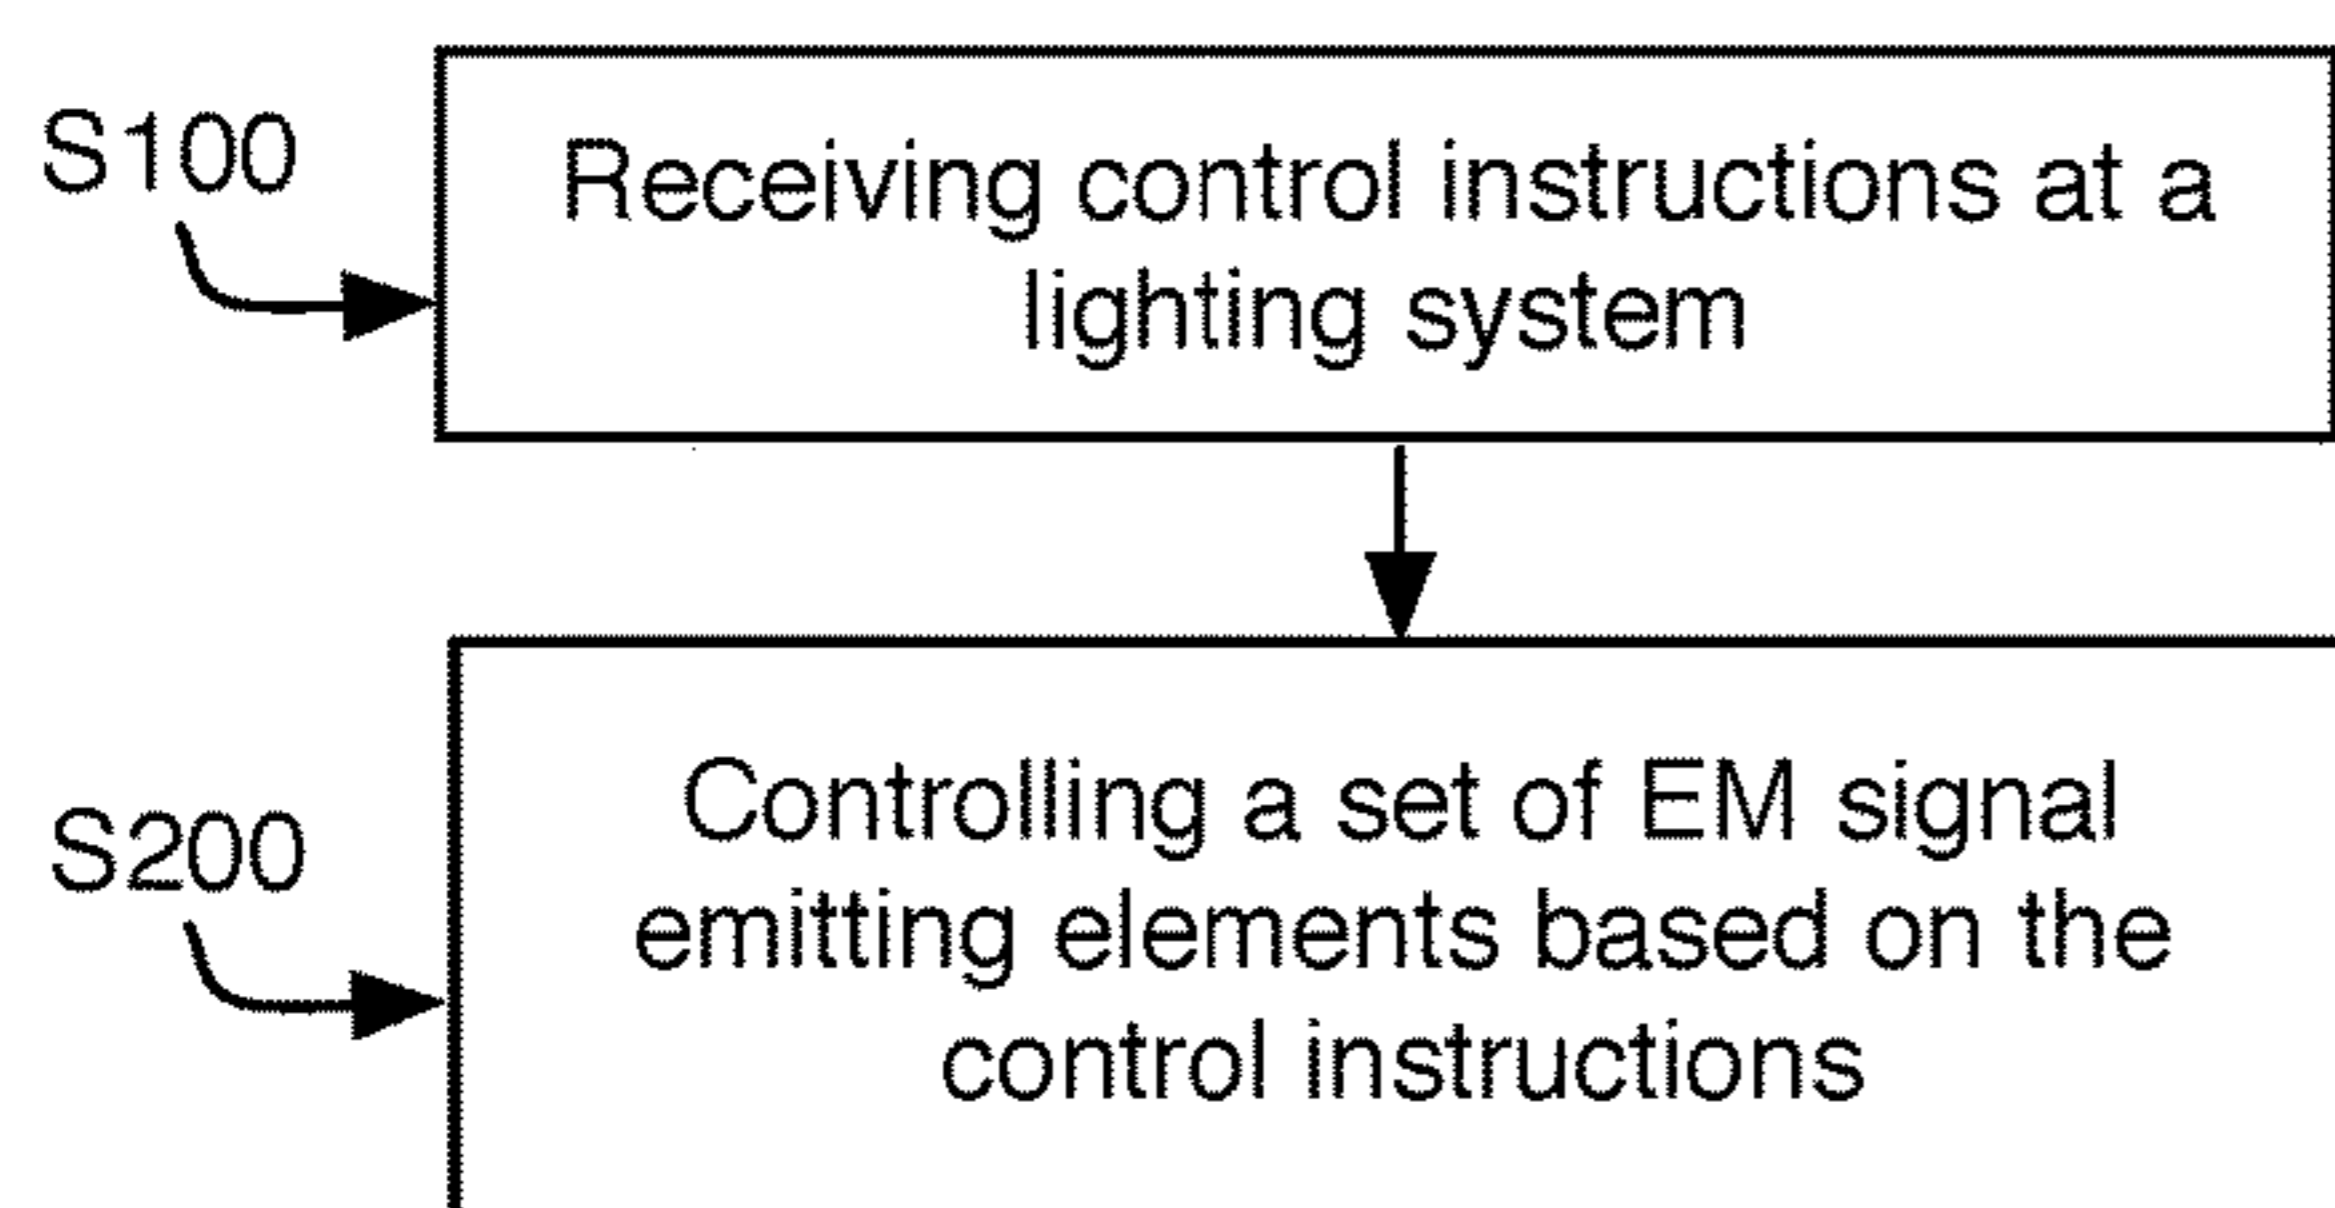 S100
Receiving control instructions at a
lighting system
S200
Controlling a set of EM signal
emitting elements based on the
control instructions